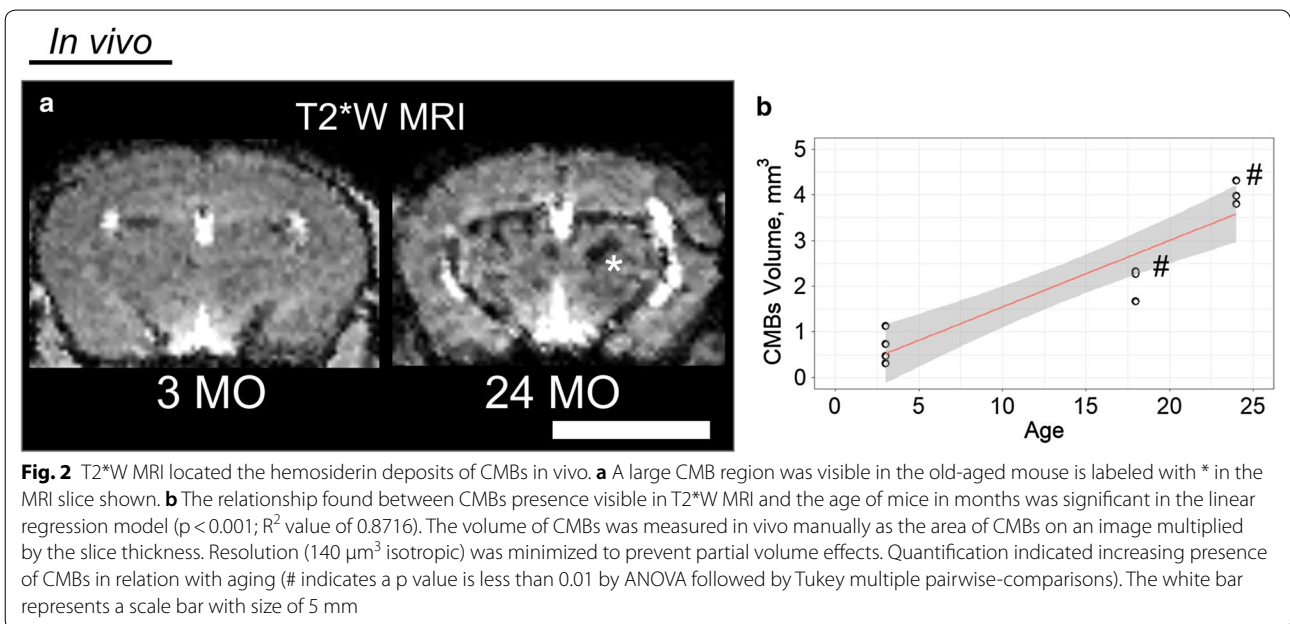 In vivo
a
T2*W MRI
*
3 MO
24 MO
b
CMBs Volume, mm³
5
4
3
2
1
0
#
#
0 5 10 15 20 25
Age
Fig. 2 T2*W MRI located the hemosiderin deposits of CMBs in vivo. a A large CMB region was visible in the old-aged mouse is labeled with * in the
MRI slice shown. b The relationship found between CMBs presence visible in T2*W MRI and the age of mice in months was significant in the linear
regression model (p < 0.001; R² value of 0.8716). The volume of CMBs was measured in vivo manually as the area of CMBs on an image multiplied
by the slice thickness. Resolution (140 µm³ isotropic) was minimized to prevent partial volume effects. Quantification indicated increasing presence
of CMBs in relation with aging (# indicates a p value is less than 0.01 by ANOVA followed by Tukey multiple pairwise-comparisons). The white bar
represents a scale bar with size of 5 mm